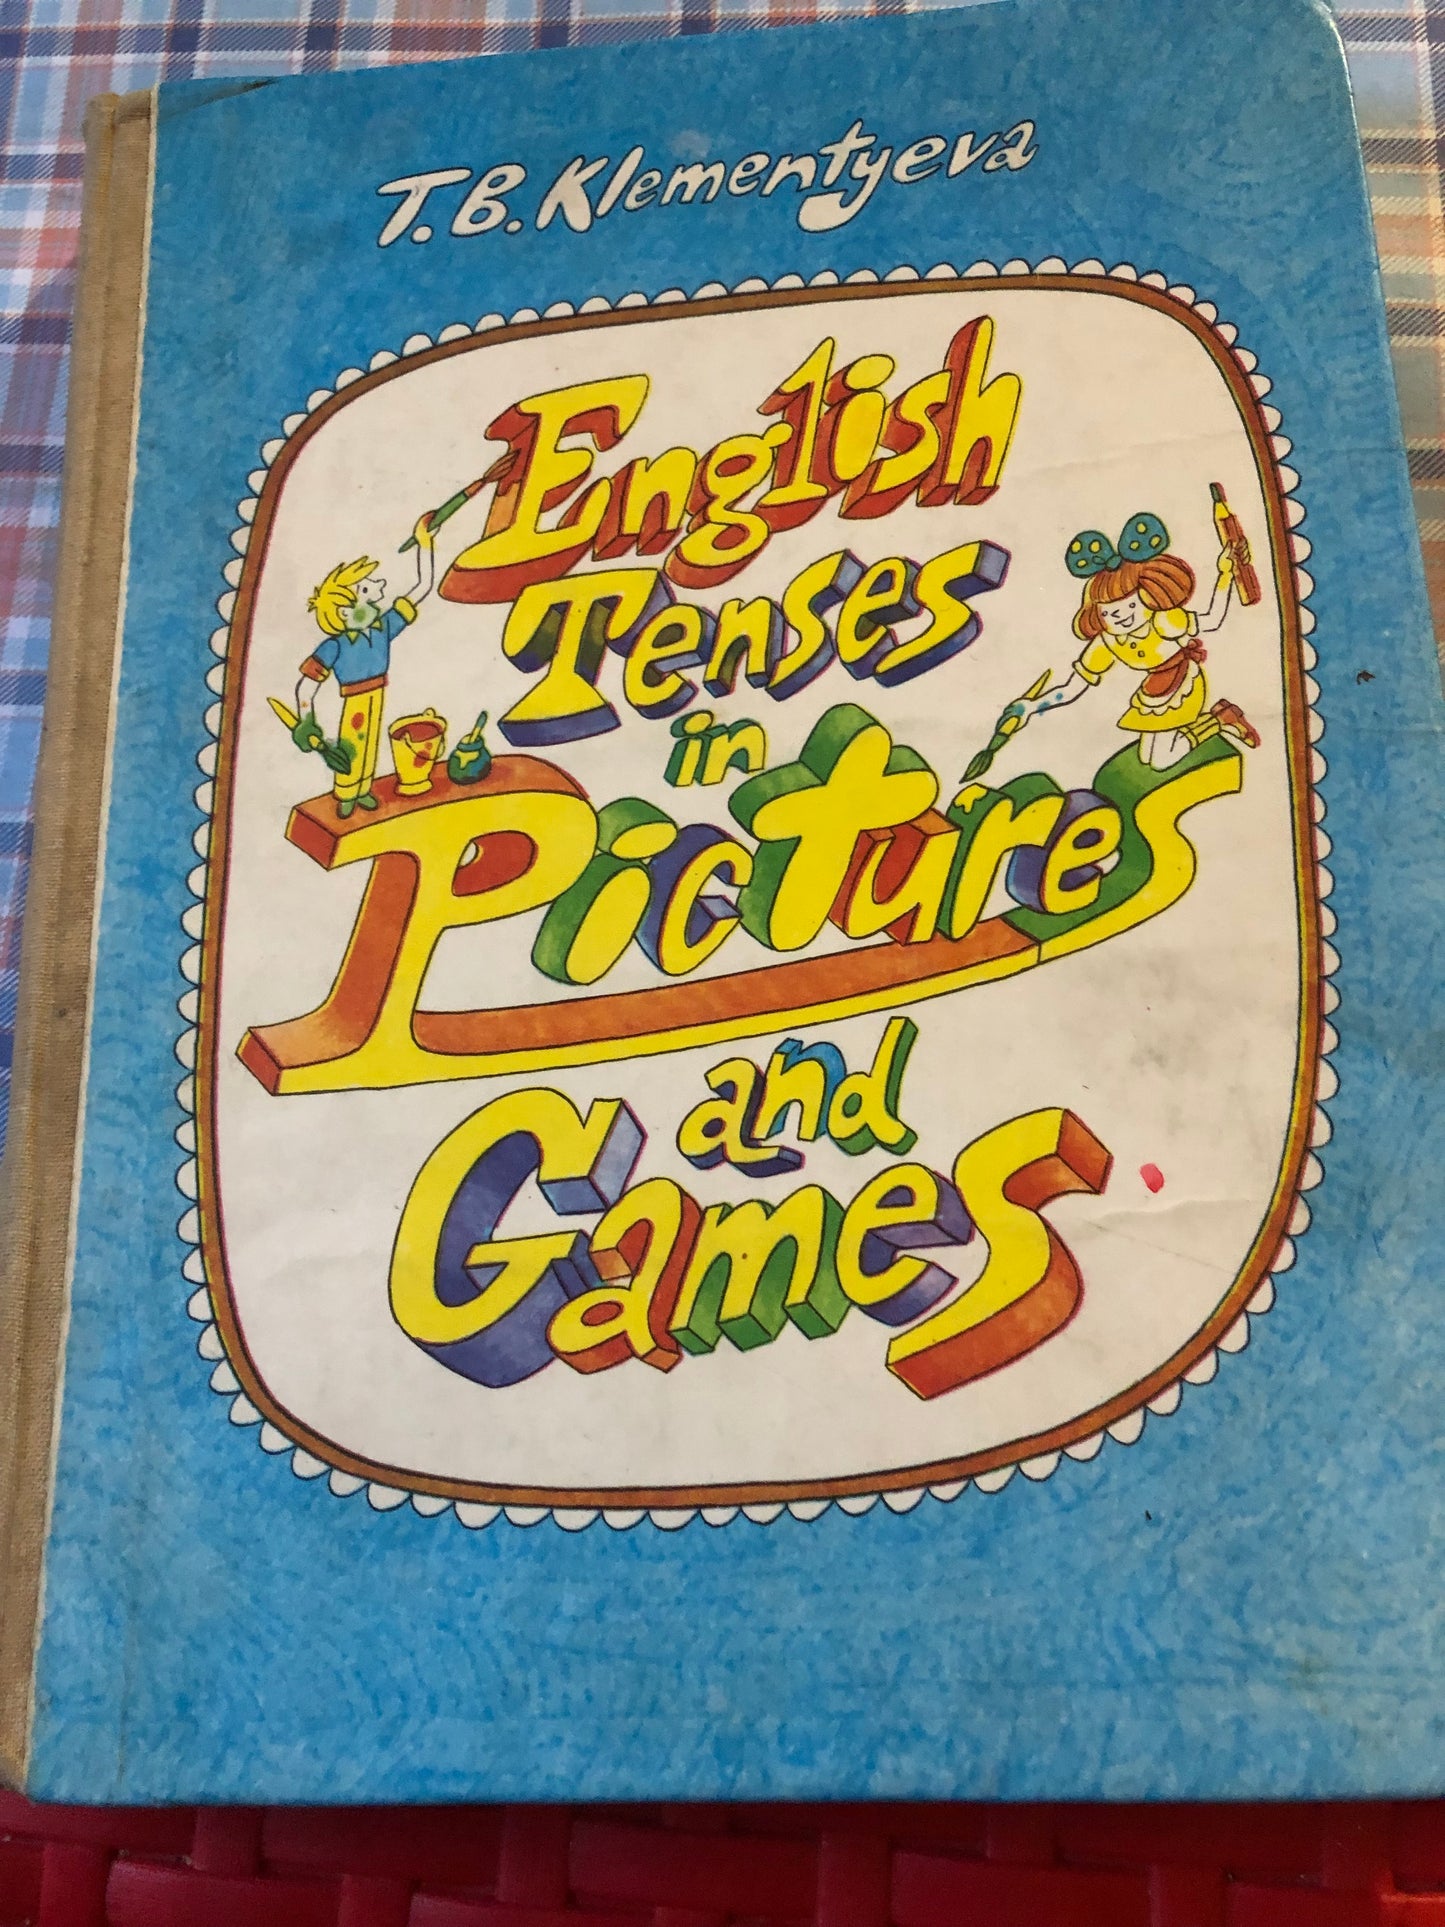 T.B. Klementyeva
English
Tenses
in
Pictures
and
Games